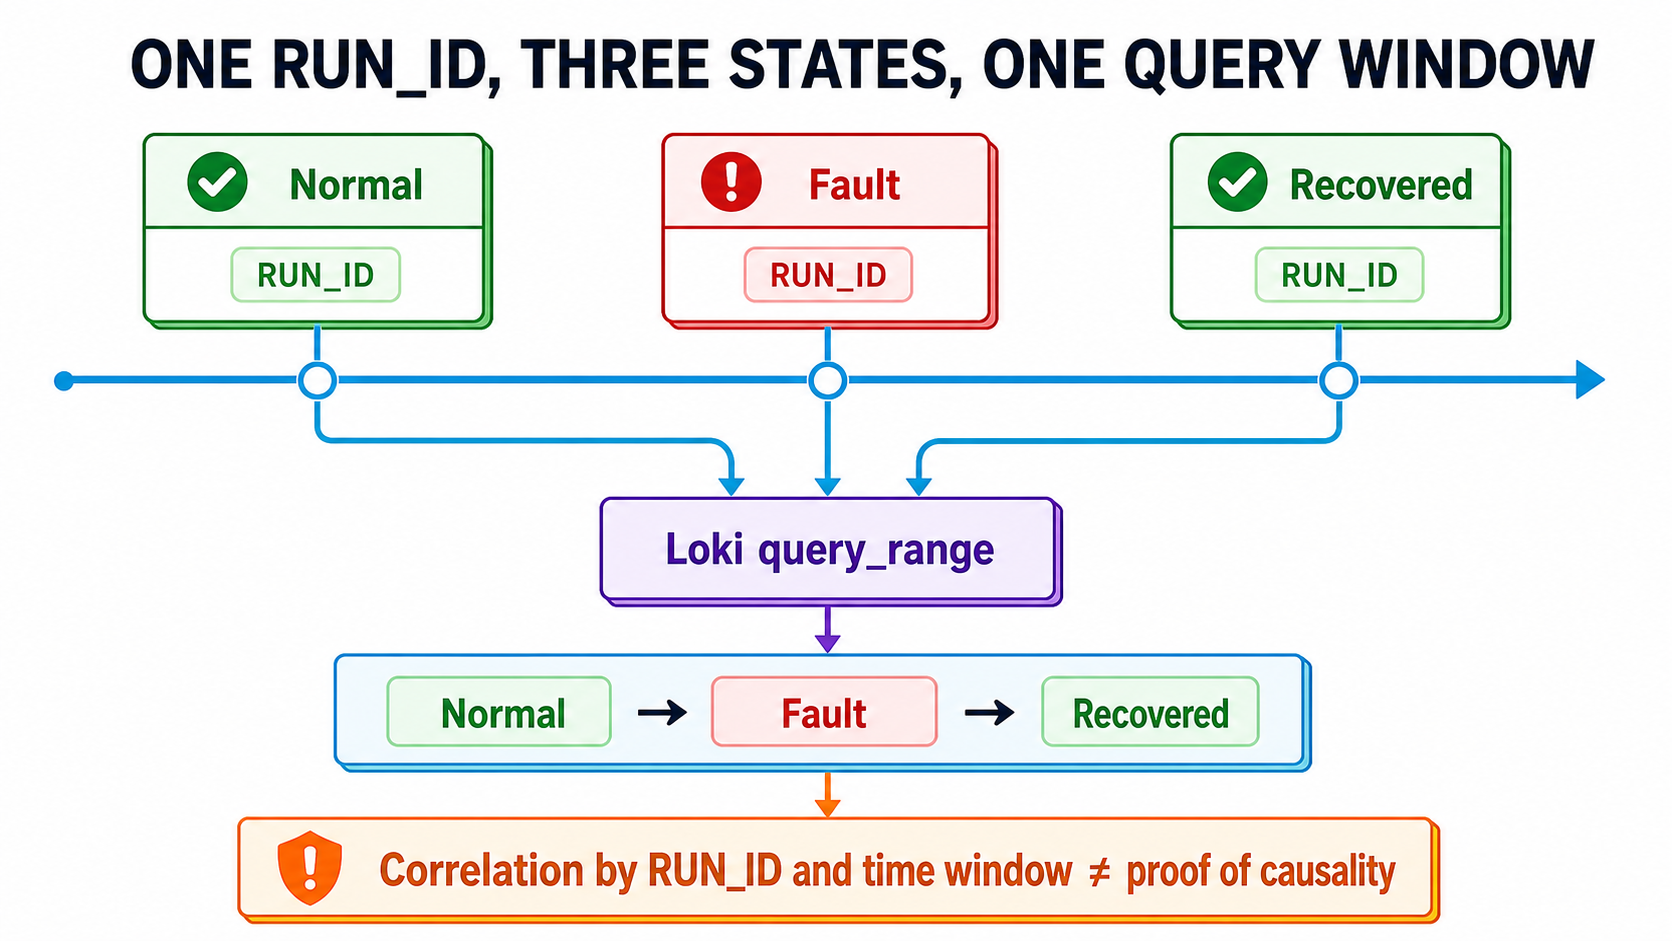 ONE RUN_ID, THREE STATES, ONE QUERY WINDOW
Normal
RUN_ID
Fault
RUN_ID
Recovered
RUN_ID
Loki query_range
Normal → Fault → Recovered
Correlation by RUN_ID and time window ≠ proof of causality